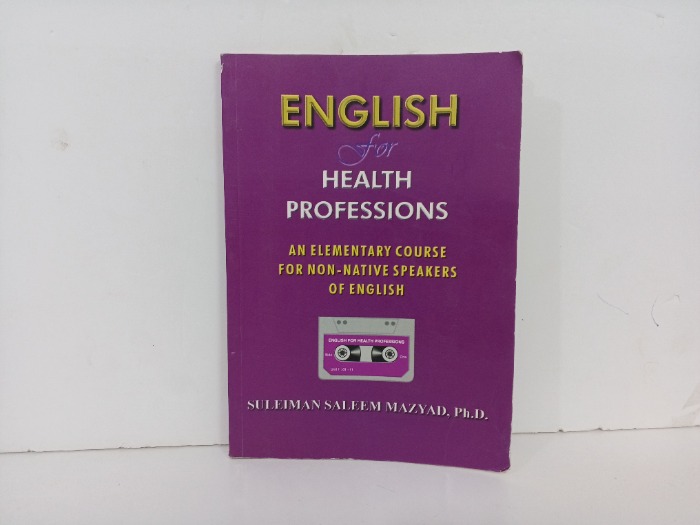 ENGLISH
for
HEALTH
PROFESSIONS
AN ELEMENTARY COURSE
FOR NON-NATIVE SPEAKERS
OF ENGLISH
ENGLISH FOR HEALTH PROFESSIONS
SULEIMAN SALEEM MAZYAD, Ph.D.